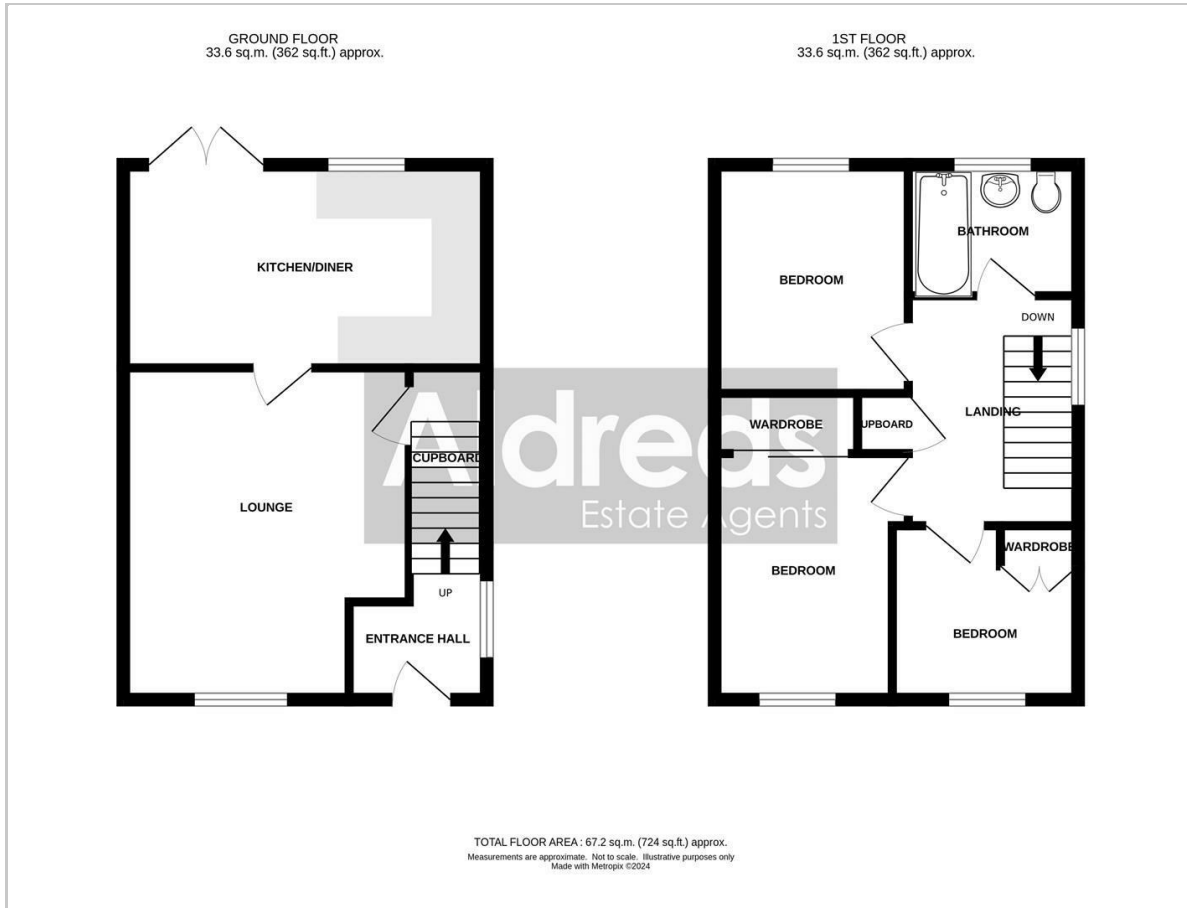 GROUND FLOOR
33.6 sq.m. (362 sq.ft.) approx.
1ST FLOOR
33.6 sq.m. (362 sq.ft.) approx.
KITCHEN/DINER
LOUNGE
CUPBOARD
UP
ENTRANCE HALL
BEDROOM
BATHROOM
DOWN
LANDING
WARDROBE
UPBOARD
BEDROOM
WARDROBE
BEDROOM
Aldreds
Estate Agents
TOTAL FLOOR AREA : 67.2 sq.m. (724 sq.ft.) approx.
Measurements are approximate. Not to scale. Illustrative purposes only
Made with Metropix ©2024